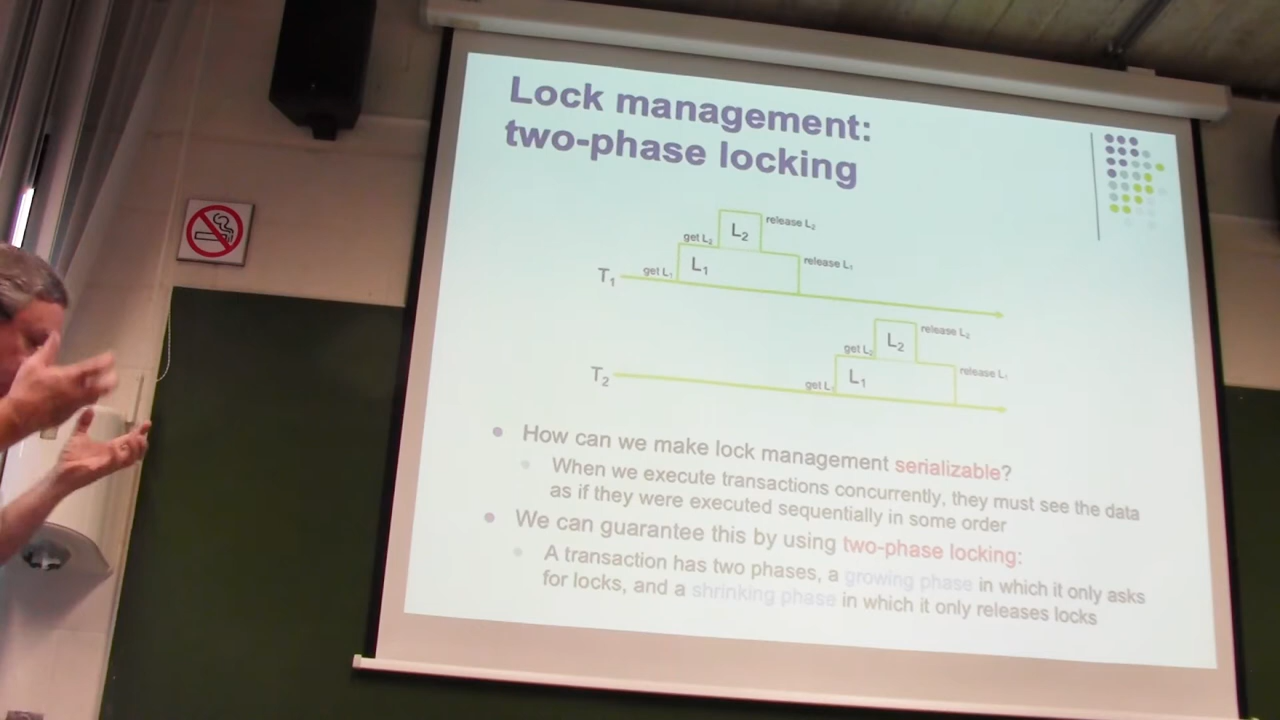 Lock management:
two-phase locking
release L₂
L₂
get L₂
release L₁
L₁
get L₁
T₁
release L₂
L₂
get L₂
release L
L₁
get L
T₂
How can we make lock management serializable?
When we execute transactions concurrently, they must see the data
as if they were executed sequentially in some order
We can guarantee this by using two-phase locking:
A transaction has two phases, a growing phase in which it only asks
for locks, and a shrinking phase in which it only releases locks